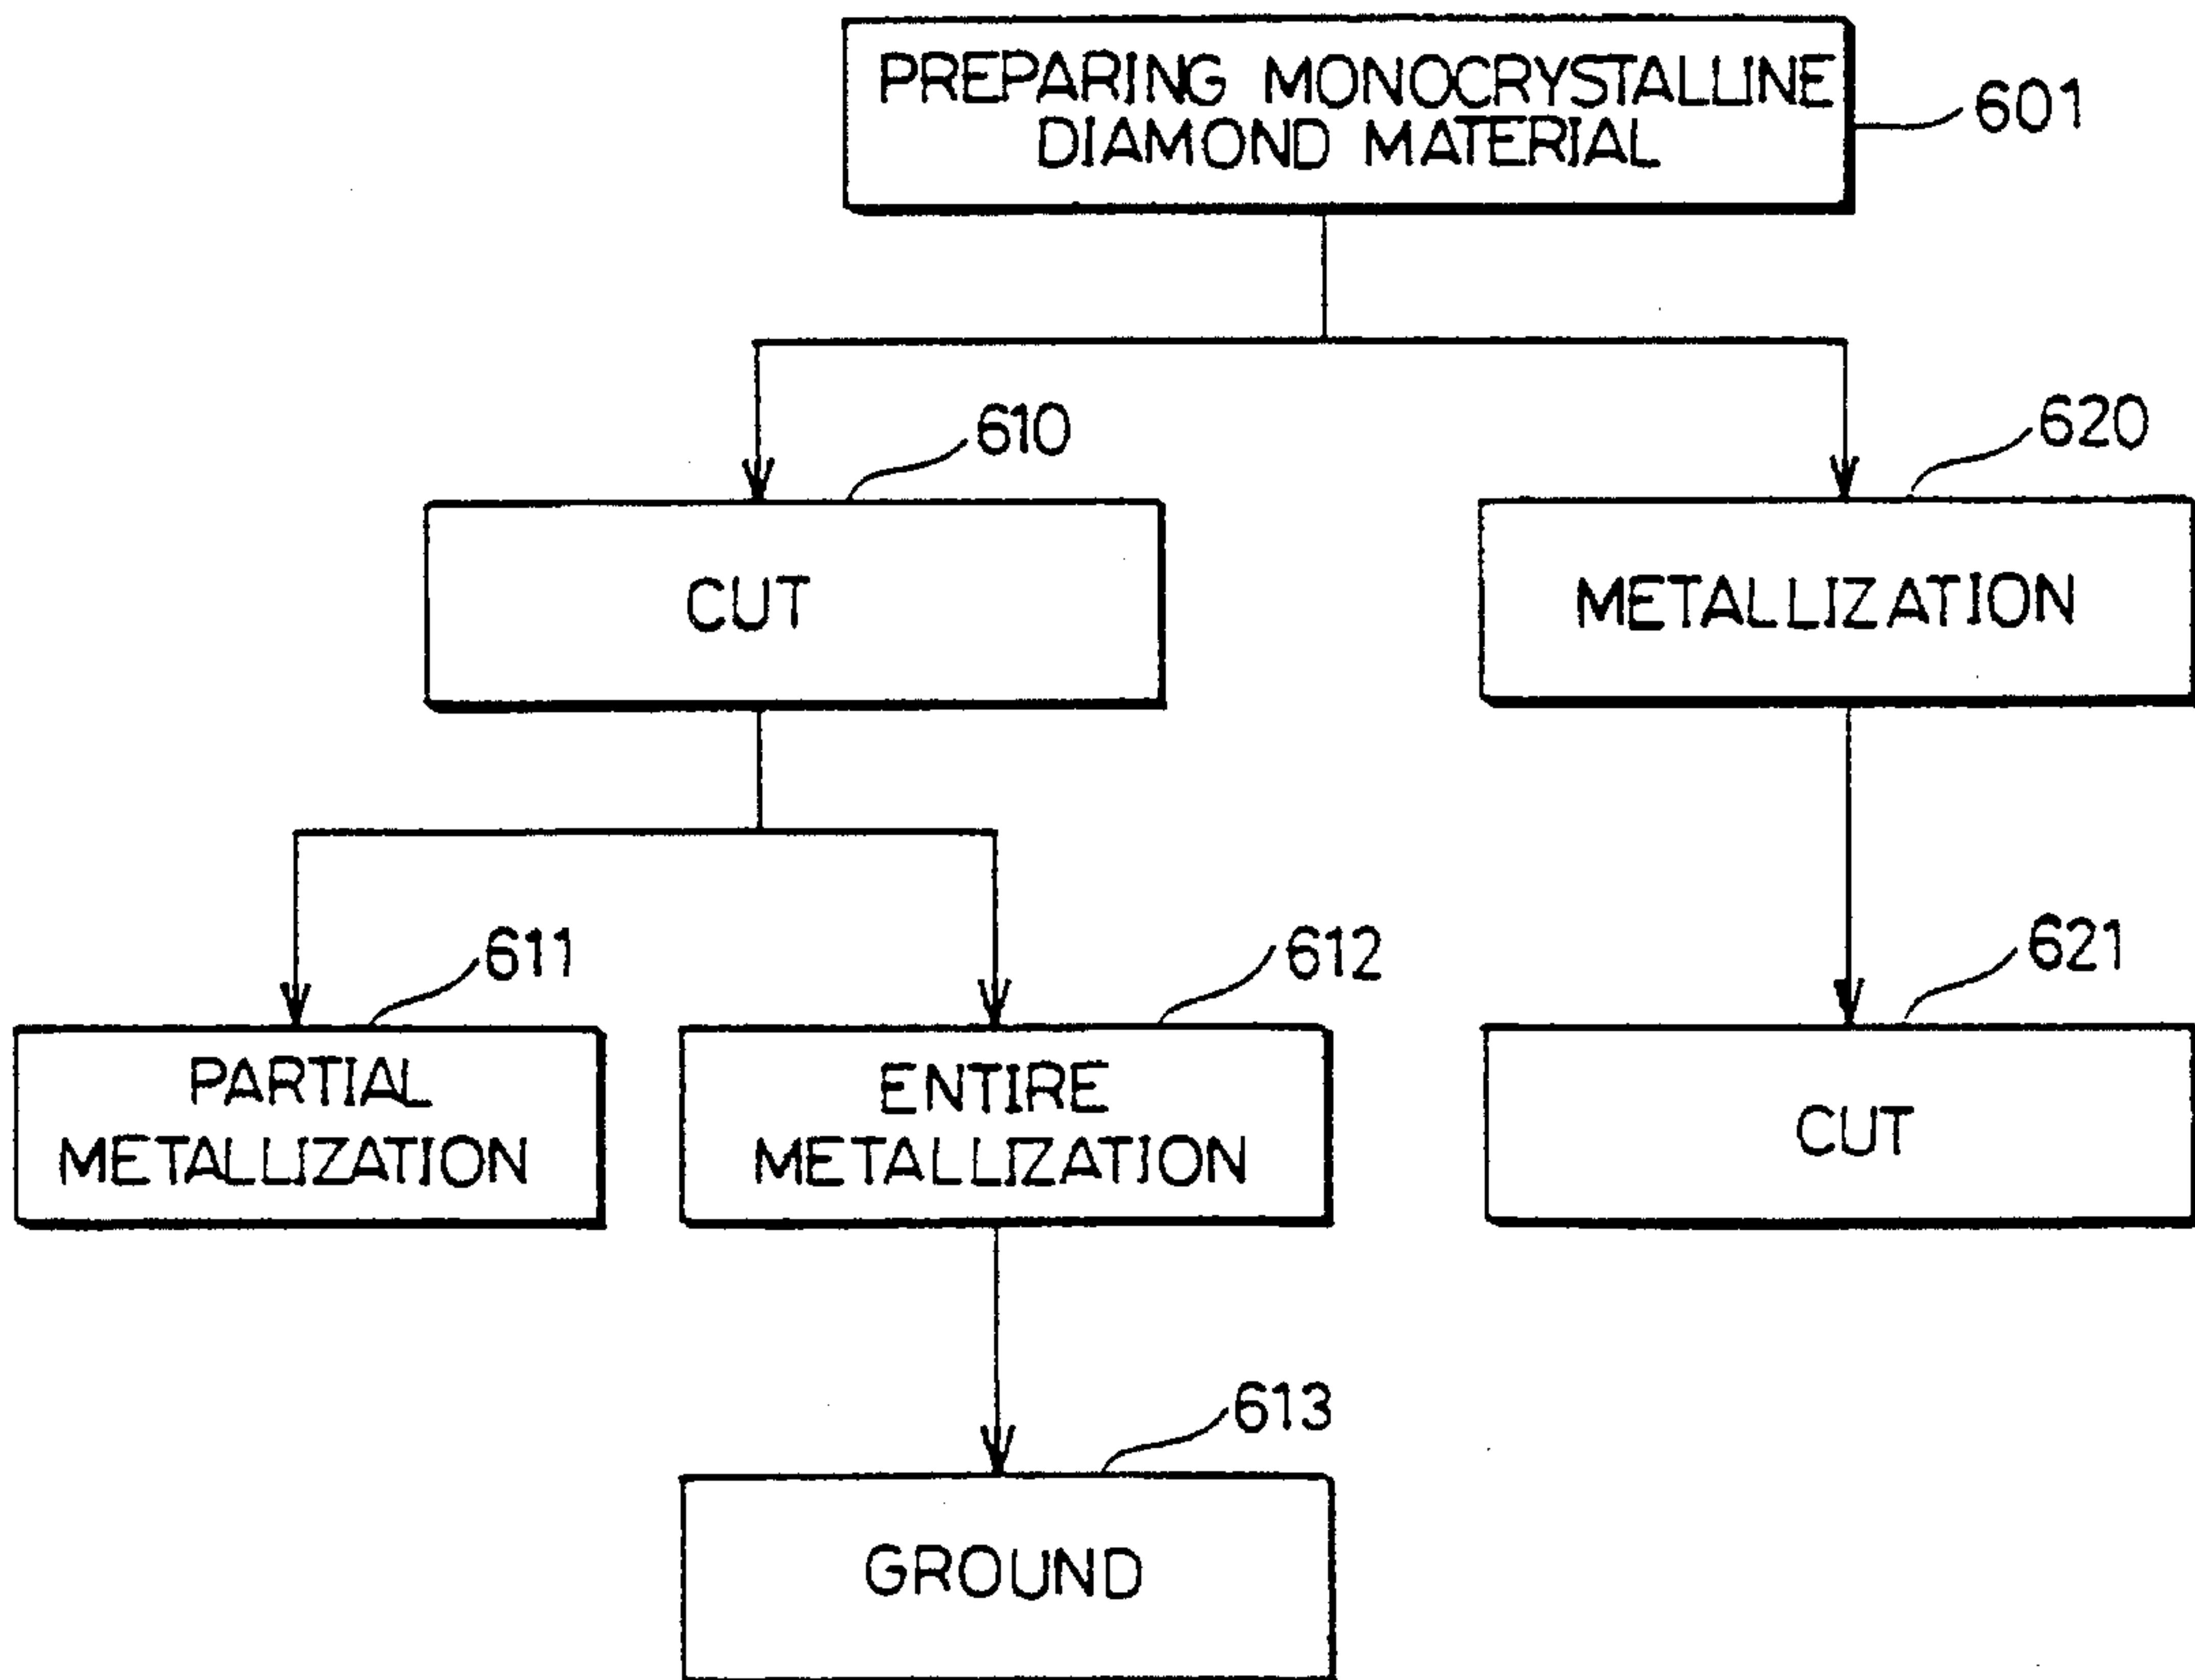 PREPARING MONOCRYSTALLINE
DIAMOND MATERIAL
601
610
620
CUT
METALLIZATION
611
612
621
PARTIAL
METALLIZATION
ENTIRE
METALLIZATION
CUT
613
GROUND